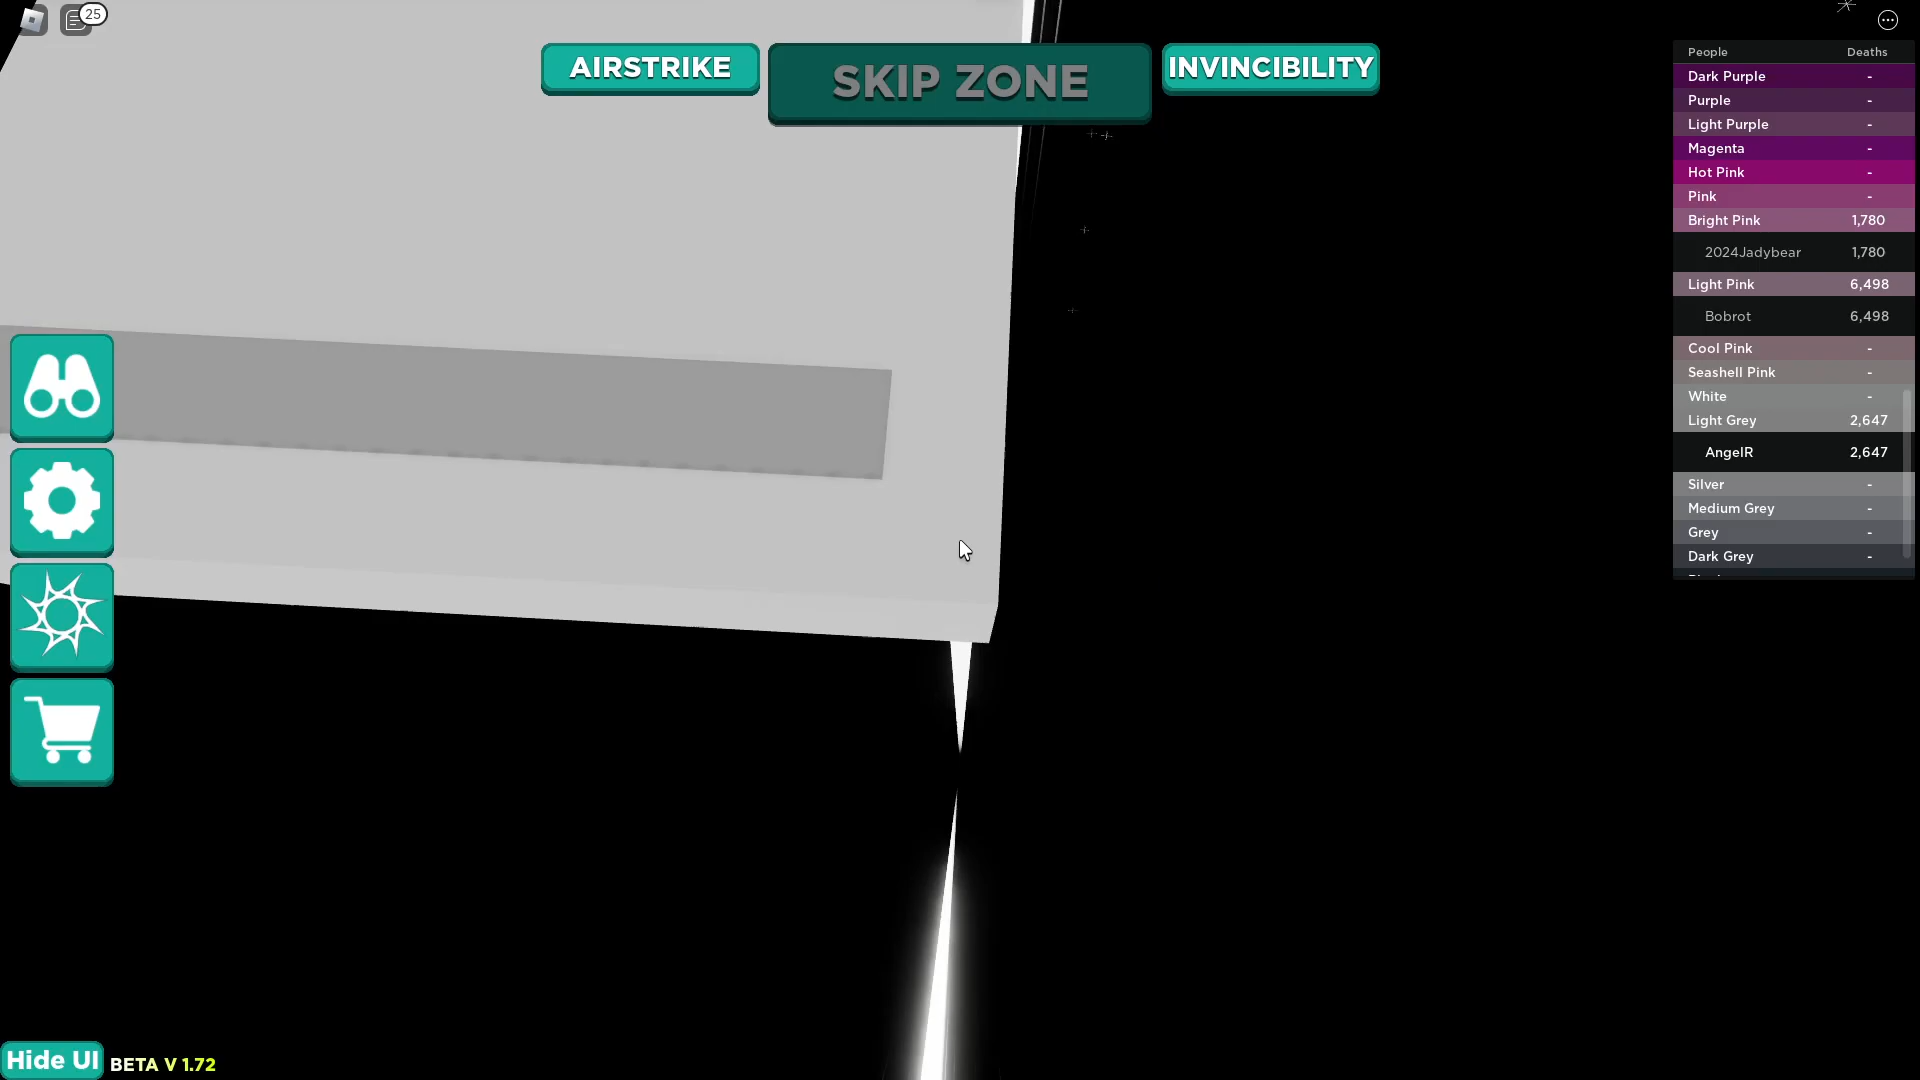 25
AIRSTRIKE
SKIP ZONE
INVINCIBILITY
People Deaths
Dark Purple -
Purple -
Light Purple -
Magenta -
Hot Pink -
Pink -
Bright Pink 1,780
2024Jadybear 1,780
Light Pink 6,498
Bobrot 6,498
Cool Pink -
Seashell Pink -
White -
Light Grey 2,647
AngelR 2,647
Silver -
Medium Grey -
Grey -
Dark Grey -
Hide UI
BETA V 1.72